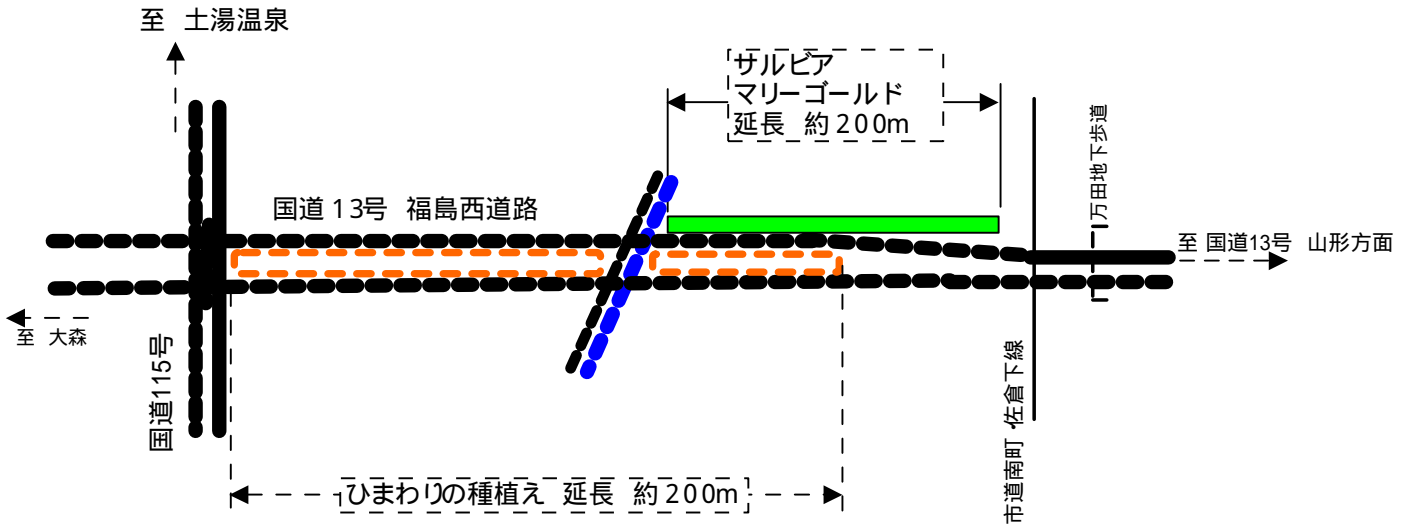 至 土湯温泉
サルビア
マリーゴールド
延長 約200m
万田地下歩道
国道13号 福島西道路
至 国道13号 山形方面
至 大森
国道115号
市道南町・佐倉下線
ひまわりの種植え 延長 約200m